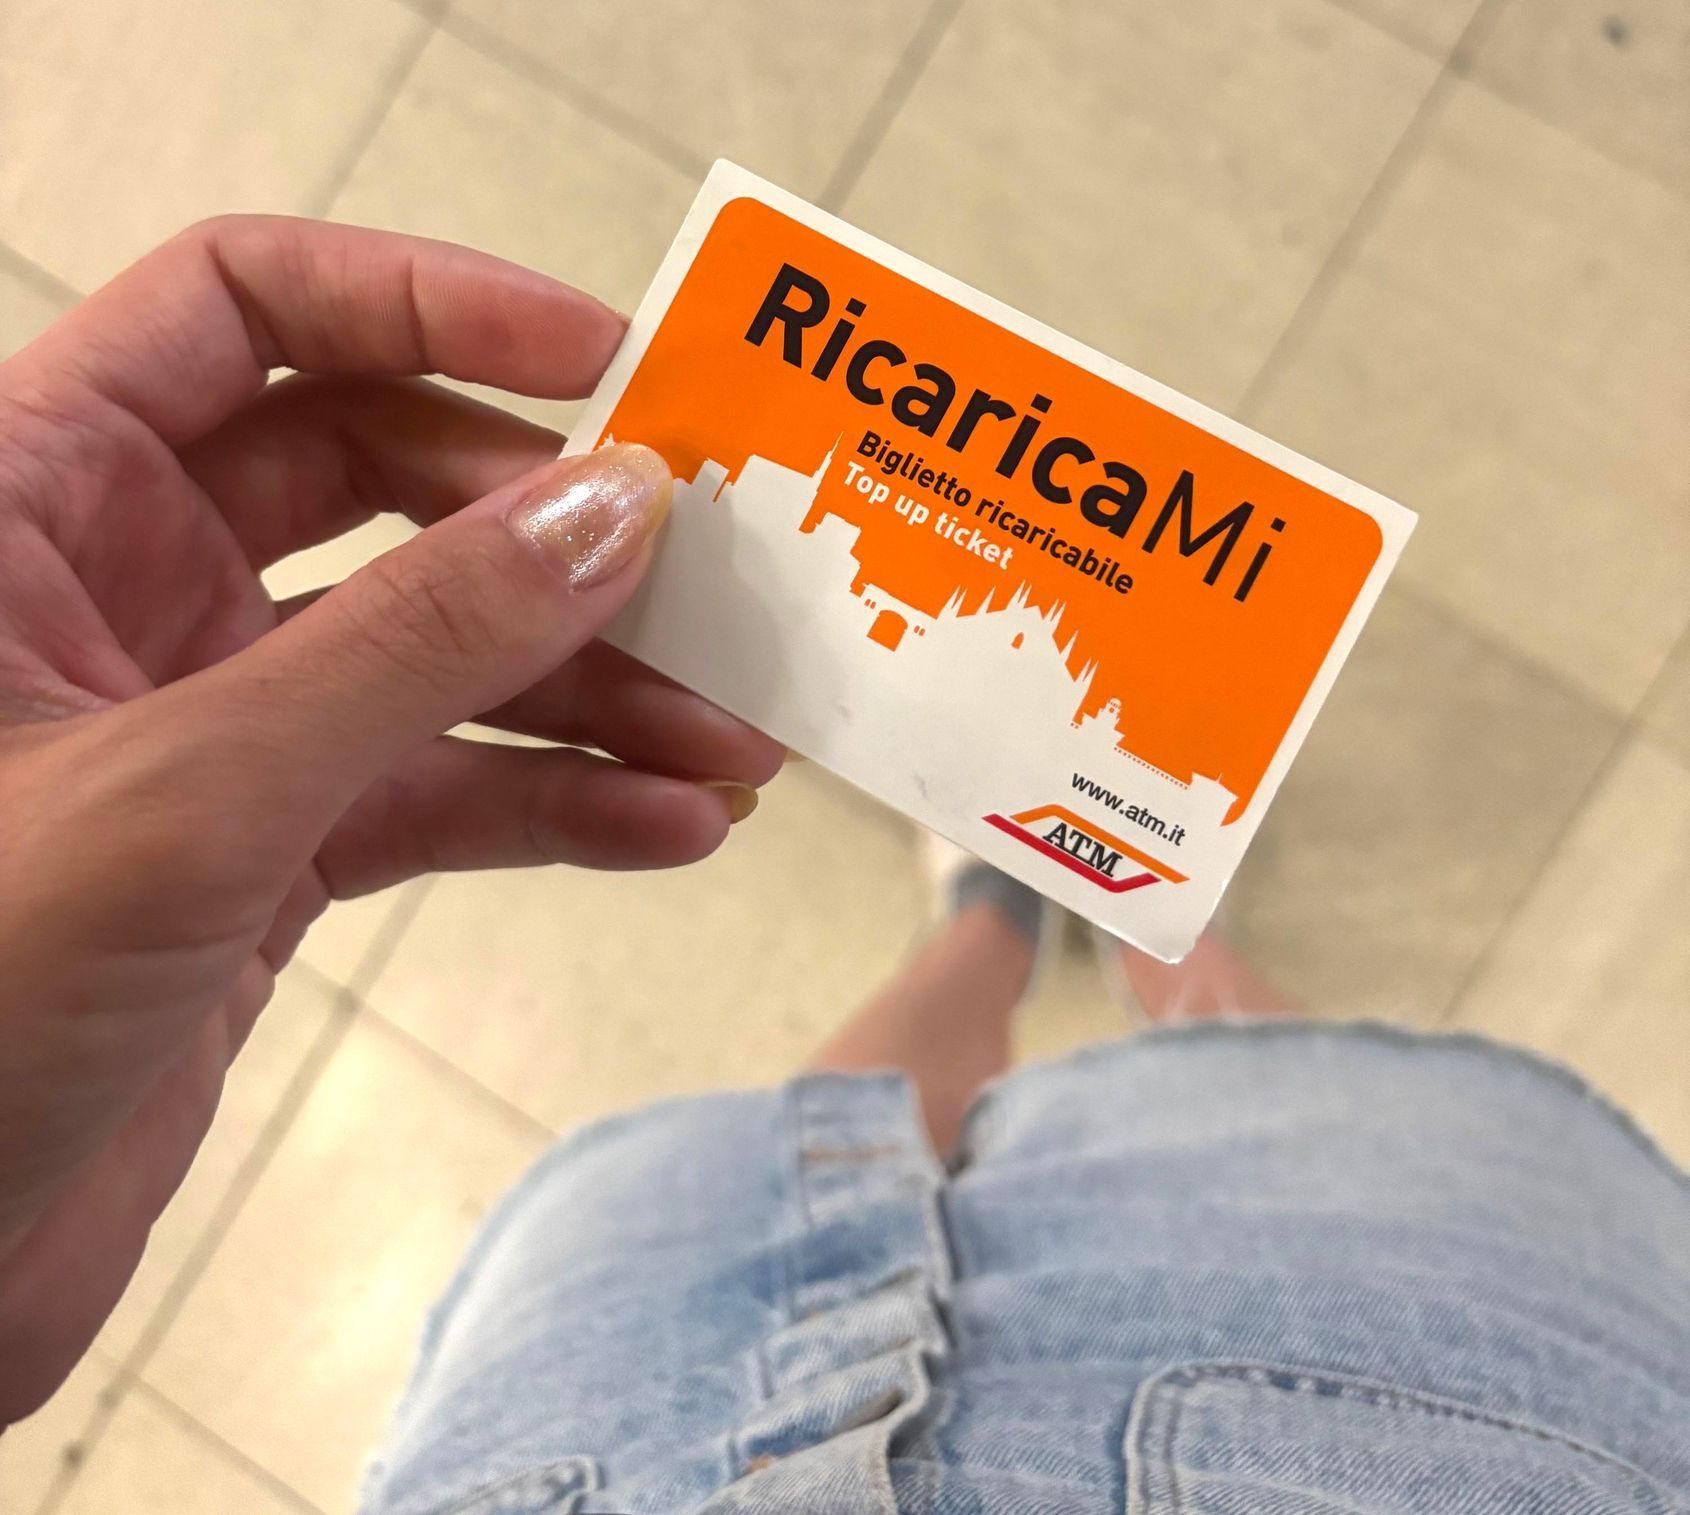 RicaricaMi
Biglietto ricaricabile
Top up ticket
www.atm.it
ATM